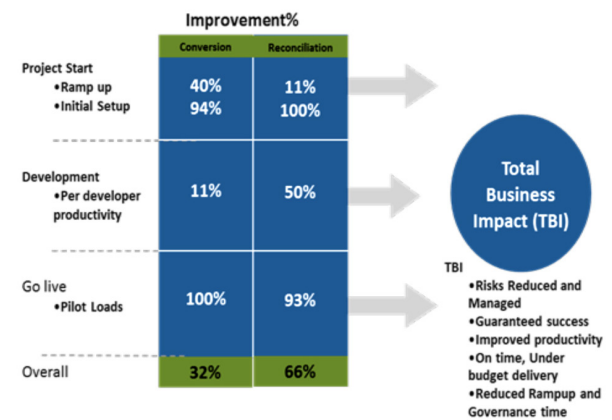 Improvement%
Conversion Reconciliation
Project Start
•Ramp up 40% 11%
•Initial Setup 94% 100%
Development
•Per developer 11% 50%
productivity
Go live
•Pilot Loads 100% 93%
Overall 32% 66%
Total
Business
Impact (TBI)
TBI
•Risks Reduced and
Managed
•Guaranteed success
•Improved productivity
•On time, Under
budget delivery
•Reduced Rampup and
Governance time